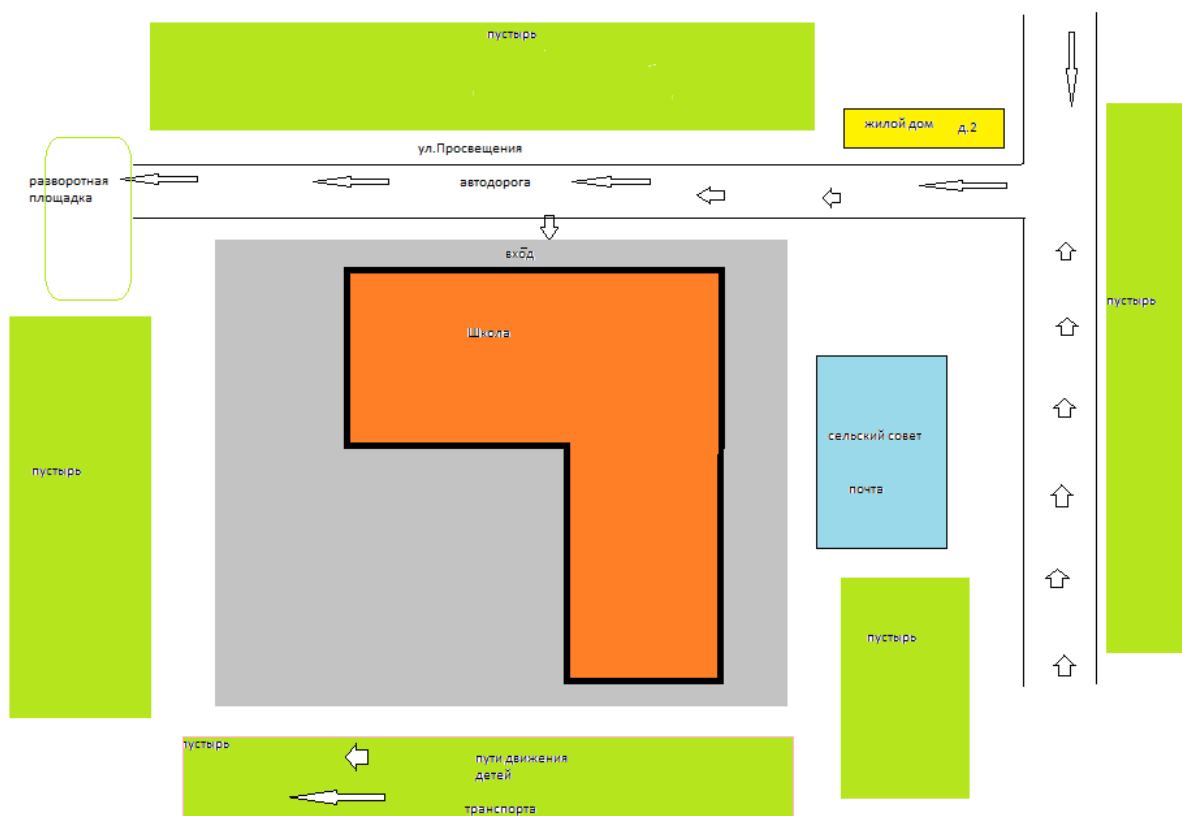 пустырь
жилой дом д.2
ул.Просвещения
разворотная
площадка
автодорога
вход
пустырь
Школа
сельский совет
пустырь
почта
пустырь
пустырь
пути движения
детей
транспорта